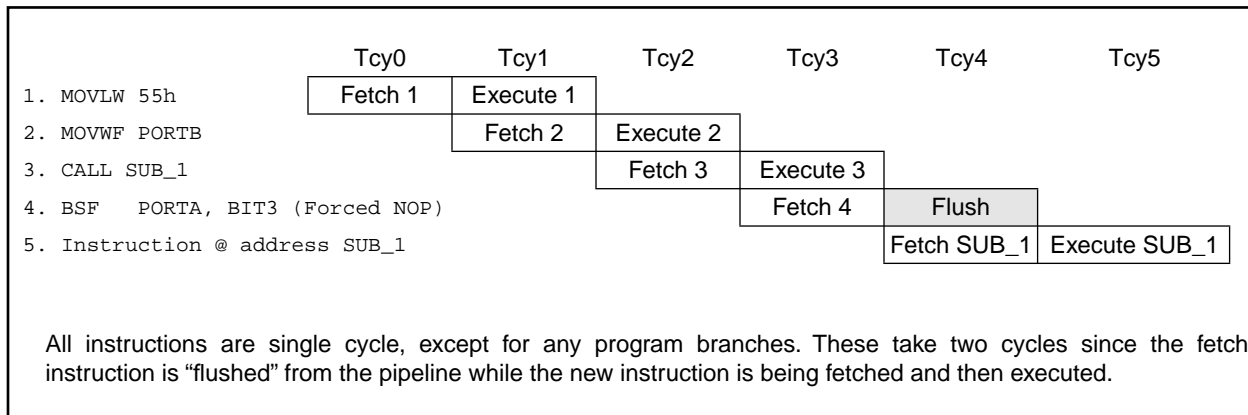 Tcy0 Tcy1 Tcy2 Tcy3 Tcy4 Tcy5
1. MOVLW 55h Fetch 1 Execute 1
2. MOVWF PORTB Fetch 2 Execute 2
3. CALL SUB_1 Fetch 3 Execute 3
4. BSF PORTA, BIT3 (Forced NOP) Fetch 4 Flush
5. Instruction @ address SUB_1 Fetch SUB_1 Execute SUB_1
All instructions are single cycle, except for any program branches. These take two cycles since the fetch
instruction is “flushed” from the pipeline while the new instruction is being fetched and then executed.